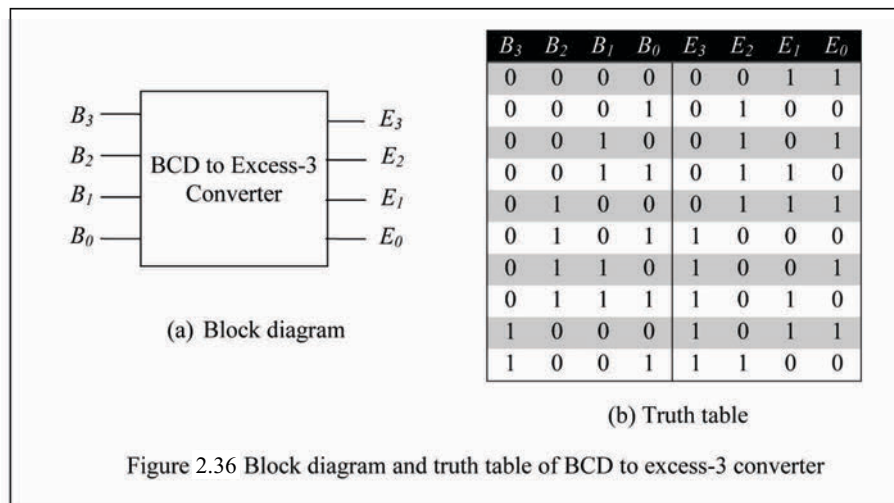 B3 B2 B1 B0 E3 E2 E1 E0
0 0 0 0 0 0 1 1
0 0 0 1 0 1 0 0
0 0 1 0 0 1 0 1
0 0 1 1 0 1 1 0
0 1 0 0 0 1 1 1
0 1 0 1 1 0 0 0
0 1 1 0 1 0 0 1
0 1 1 1 1 0 1 0
1 0 0 0 1 0 1 1
1 0 0 1 1 1 0 0
B3
B2
B1
B0
BCD to Excess-3
Converter
E3
E2
E1
E0
(a) Block diagram
(b) Truth table
Figure 2.36 Block diagram and truth table of BCD to excess-3 converter